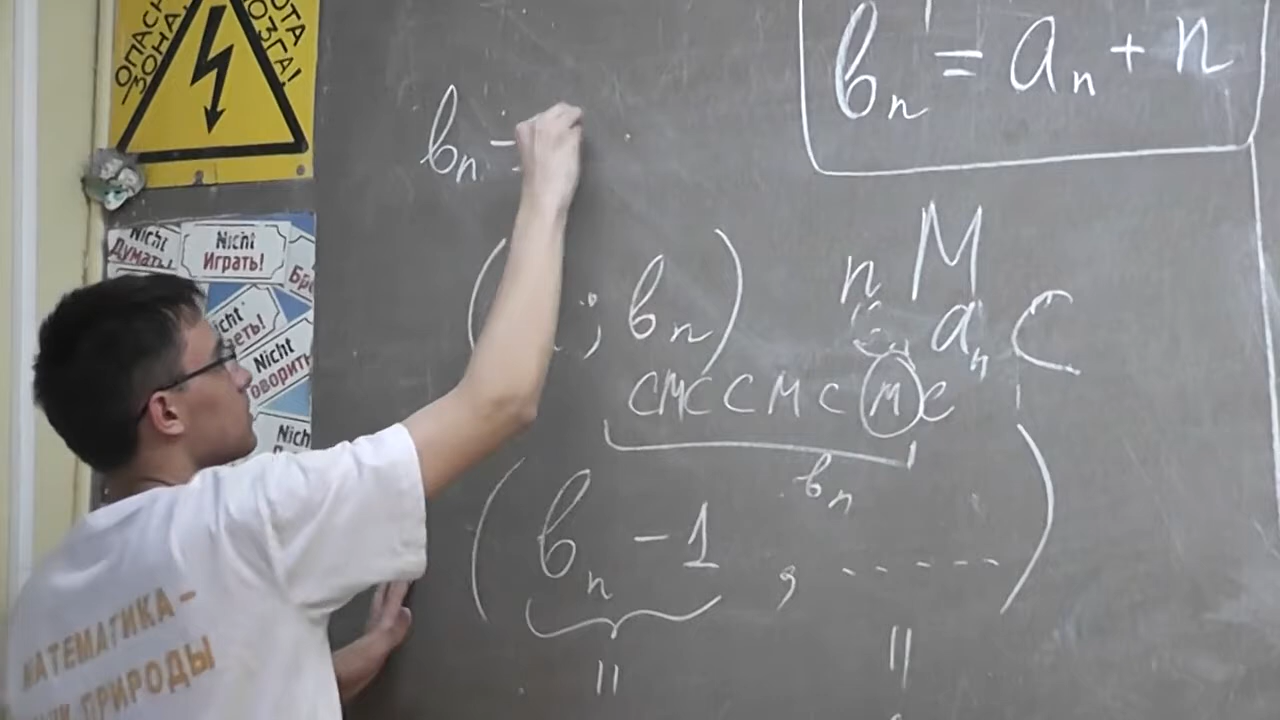 ОПАСНАЯ ЗОНА!
РАБОТА МОЗГА!
bₙ = aₙ + n
bₙ =
Nicht Думать!
Nicht Играть!
Nicht
Nicht
Nicht Говорить
Nich
( ; bₙ)
n M
aₙ C
с м с с м с м с
bₙ
(bₙ - 1, ......)
МАТЕМАТИКА –
ПРИРОДЫ